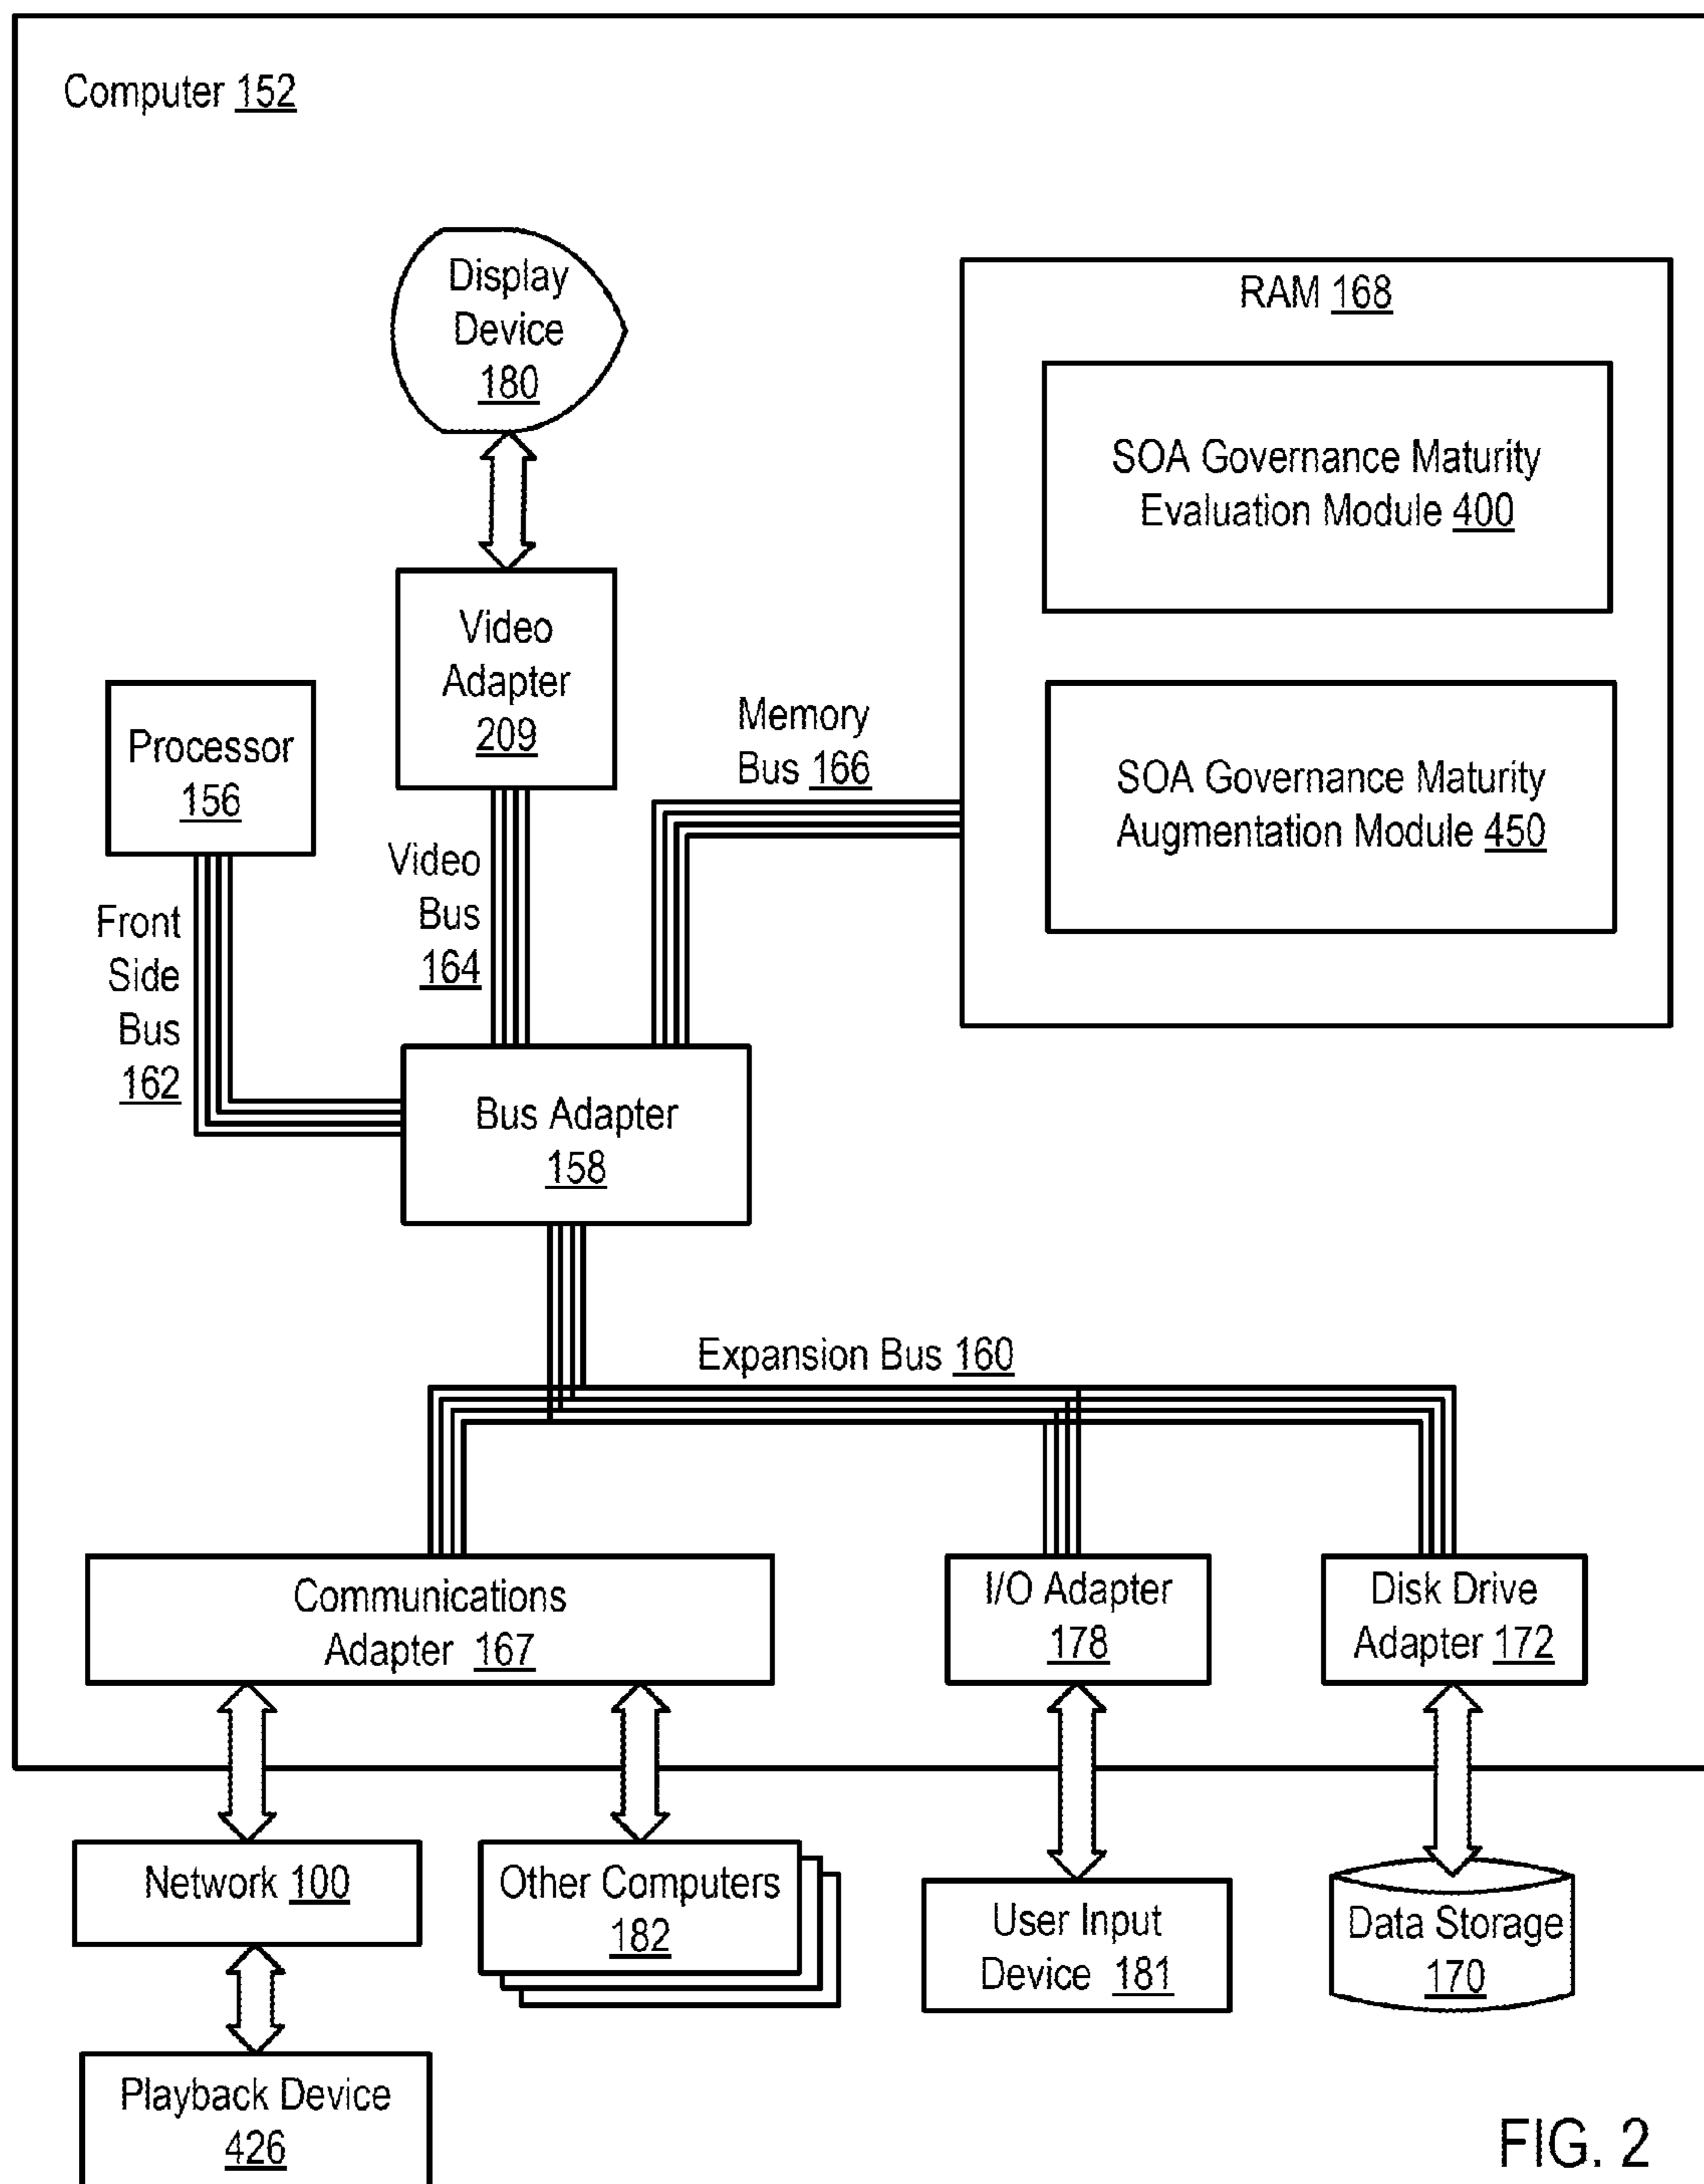 Computer 152
Display
Device
180
RAM 168
SOA Governance Maturity
Evaluation Module 400
Video
Adapter
209
Processor
156
Memory
Bus 166
SOA Governance Maturity
Augmentation Module 450
Video
Bus
164
Front
Side
Bus
162
Bus Adapter
158
Expansion Bus 160
Communications
Adapter 167
I/O Adapter
178
Disk Drive
Adapter 172
Network 100
Other Computers
182
User Input
Device 181
Data Storage
170
Playback Device
426
FIG. 2